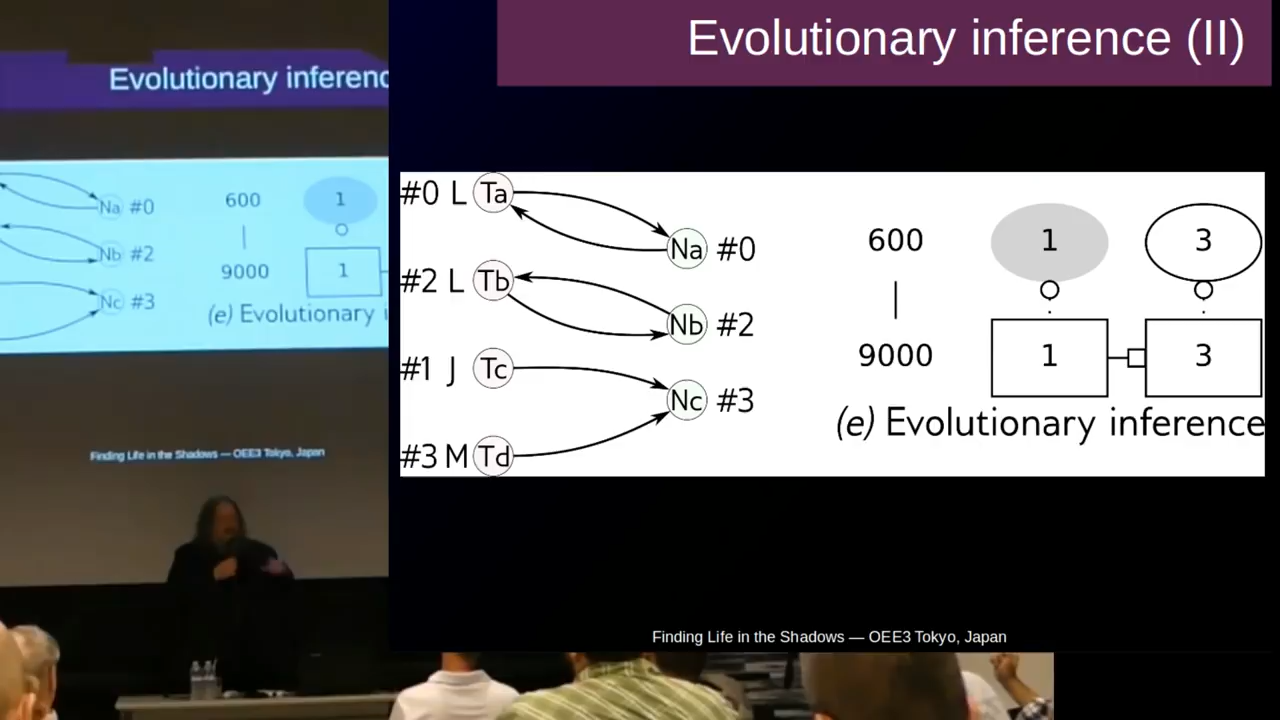 Evolutionary inferenc
Na #0
Nb #2
Nc #3
600
9000
1
1
(e) Evolutionary i
Finding Life in the Shadows — OEE3 Tokyo, Japan
Evolutionary inference (II)
#0 L Ta
Na #0
#2 L Tb
Nb #2
#1 J Tc
Nc #3
#3 M Td
600
1
3
9000
1
3
(e) Evolutionary inference
Finding Life in the Shadows — OEE3 Tokyo, Japan